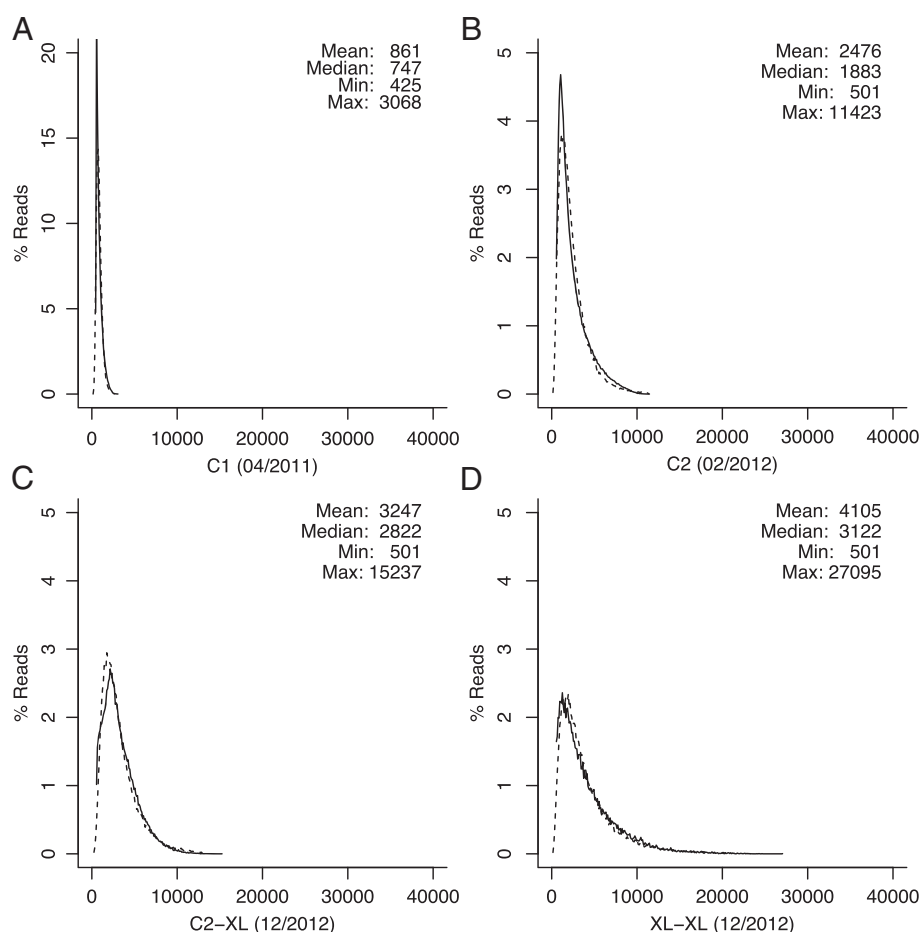 A
Mean: 861
Median: 747
Min: 425
Max: 3068
% Reads
20
15
10
5
0
0 10000 20000 30000 40000
C1 (04/2011)
B
Mean: 2476
Median: 1883
Min: 501
Max: 11423
% Reads
5
4
3
2
1
0
0 10000 20000 30000 40000
C2 (02/2012)
C
Mean: 3247
Median: 2822
Min: 501
Max: 15237
% Reads
5
4
3
2
1
0
0 10000 20000 30000 40000
C2−XL (12/2012)
D
Mean: 4105
Median: 3122
Min: 501
Max: 27095
% Reads
5
4
3
2
1
0
0 10000 20000 30000 40000
XL−XL (12/2012)